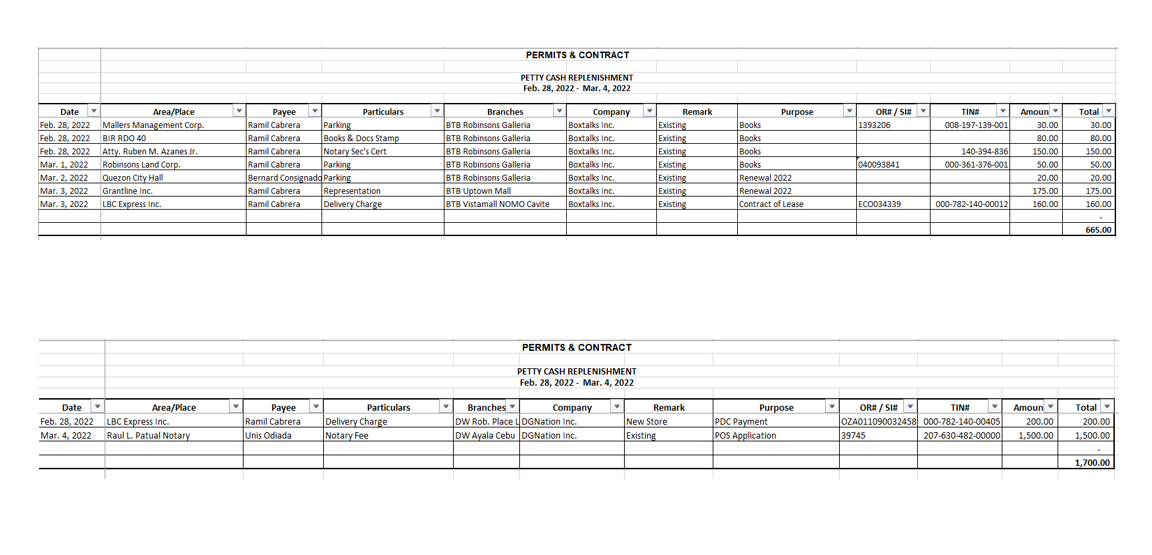 PERMITS & CONTRACT
PETTY CASH REPLENISHMENT
Feb. 28, 2022 - Mar. 4, 2022
Date Area/Place Payee Particulars Branches Company Remark Purpose OR# / SI# TIN# Amoun Total
Feb. 28, 2022 Mallers Management Corp. Ramil Cabrera Parking BTB Robinsons Galleria Boxtalks Inc. Existing Books 1393206 008-197-139-001 30.00 30.00
Feb. 28, 2022 BIR RDO 40 Ramil Cabrera Books & Docs Stamp BTB Robinsons Galleria Boxtalks Inc. Existing Books 80.00 80.00
Feb. 28, 2022 Atty. Ruben M. Azanes Jr. Ramil Cabrera Notary Sec's Cert BTB Robinsons Galleria Boxtalks Inc. Existing Books 140-394-836 150.00 150.00
Mar. 1, 2022 Robinsons Land Corp. Ramil Cabrera Parking BTB Robinsons Galleria Boxtalks Inc. Existing Books 040093841 000-361-376-001 50.00 50.00
Mar. 2, 2022 Quezon City Hall Bernard Consignado Parking BTB Robinsons Galleria Boxtalks Inc. Existing Renewal 2022 20.00 20.00
Mar. 3, 2022 Grantline Inc. Ramil Cabrera Representation BTB Uptown Mall Boxtalks Inc. Existing Renewal 2022 175.00 175.00
Mar. 3, 2022 LBC Express Inc. Ramil Cabrera Delivery Charge BTB Vistamall NOMO Cavite Boxtalks Inc. Existing Contract of Lease ECO034339 000-782-140-00012 160.00 160.00
-
665.00
PERMITS & CONTRACT
PETTY CASH REPLENISHMENT
Feb. 28, 2022 - Mar. 4, 2022
Date Area/Place Payee Particulars Branches Company Remark Purpose OR# / SI# TIN# Amoun Total
Feb. 28, 2022 LBC Express Inc. Ramil Cabrera Delivery Charge DW Rob. Place L DGNation Inc. New Store PDC Payment OZA011090032458 000-782-140-00405 200.00 200.00
Mar. 4, 2022 Raul L. Patual Notary Unis Odiada Notary Fee DW Ayala Cebu DGNation Inc. Existing POS Application 39745 207-630-482-00000 1,500.00 1,500.00
-
1,700.00